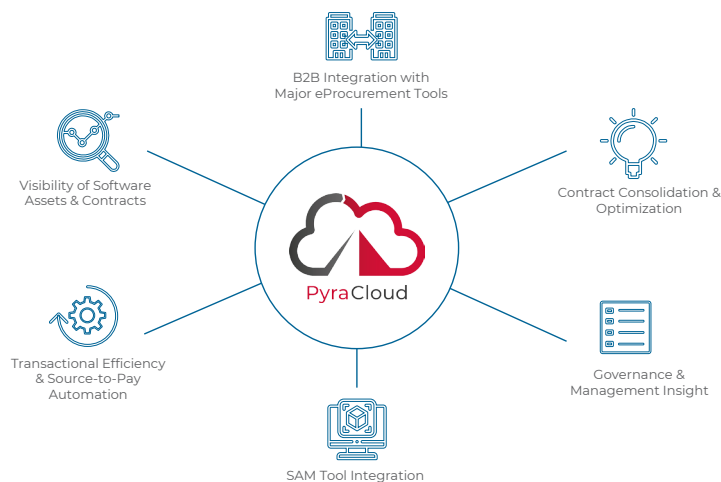 B2B Integration with
Major eProcurement Tools
Visibility of Software
Assets & Contracts
Contract Consolidation &
Optimization
PyraCloud
Transactional Efficiency
& Source-to-Pay
Automation
Governance &
Management Insight
SAM Tool Integration